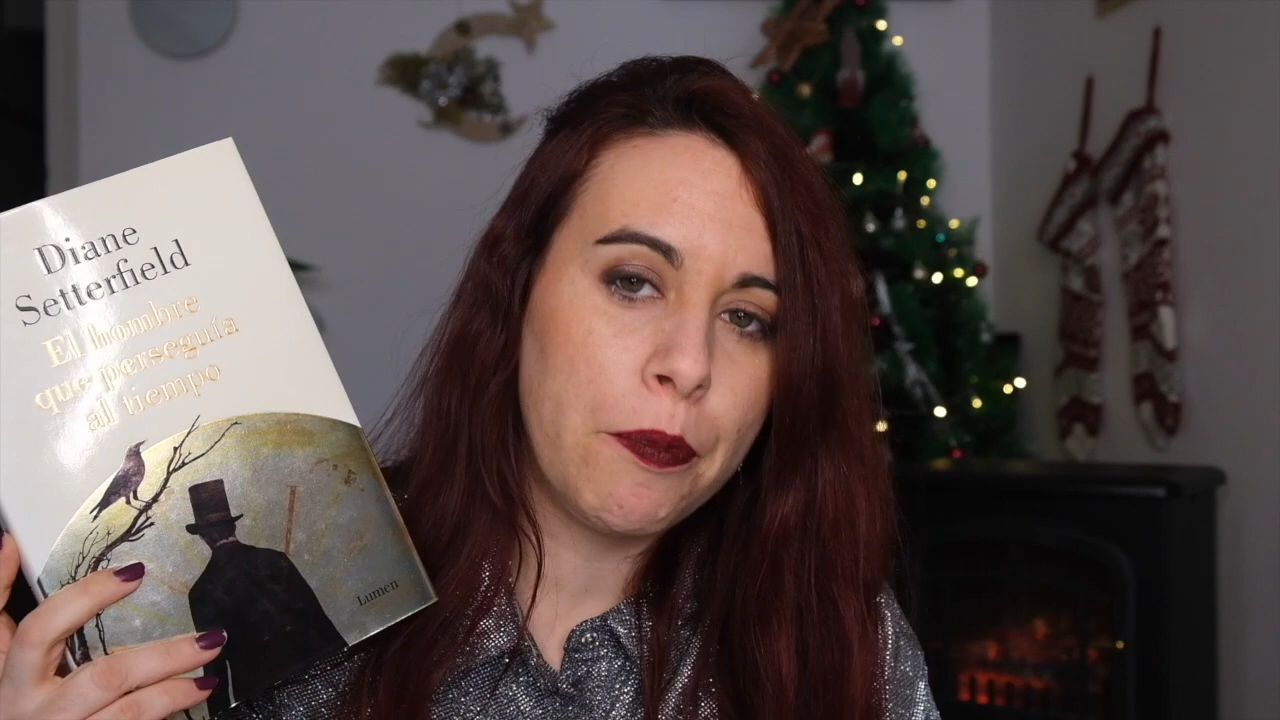 Diane
Setterfield
El hombre
que perseguía
al tiempo
Lumen